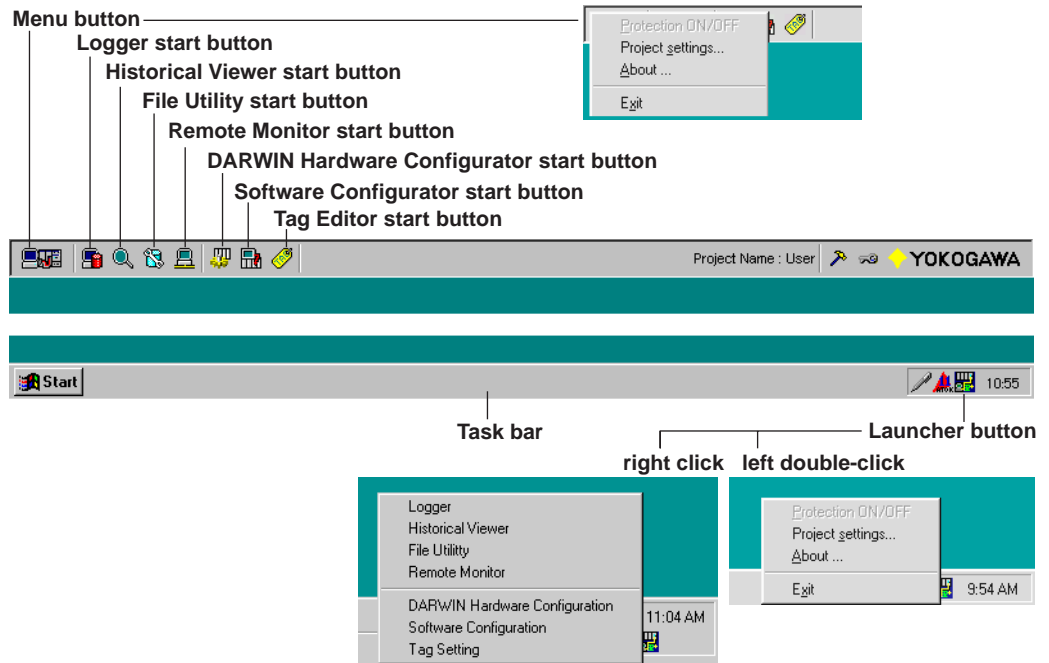 Menu button
Logger start button
Historical Viewer start button
File Utility start button
Remote Monitor start button
DARWIN Hardware Configurator start button
Software Configurator start button
Tag Editor start button
Protection ON/OFF
Project settings...
About ...
Exit
Project Name : User
YOKOGAWA
Start
10:55
Task bar
Launcher button
right click
left double-click
Logger
Historical Viewer
File Utilitty
Remote Monitor
DARWIN Hardware Configuration
Software Configuration
Tag Setting
11:04 AM
Protection ON/OFF
Project settings...
About ...
Exit
9:54 AM